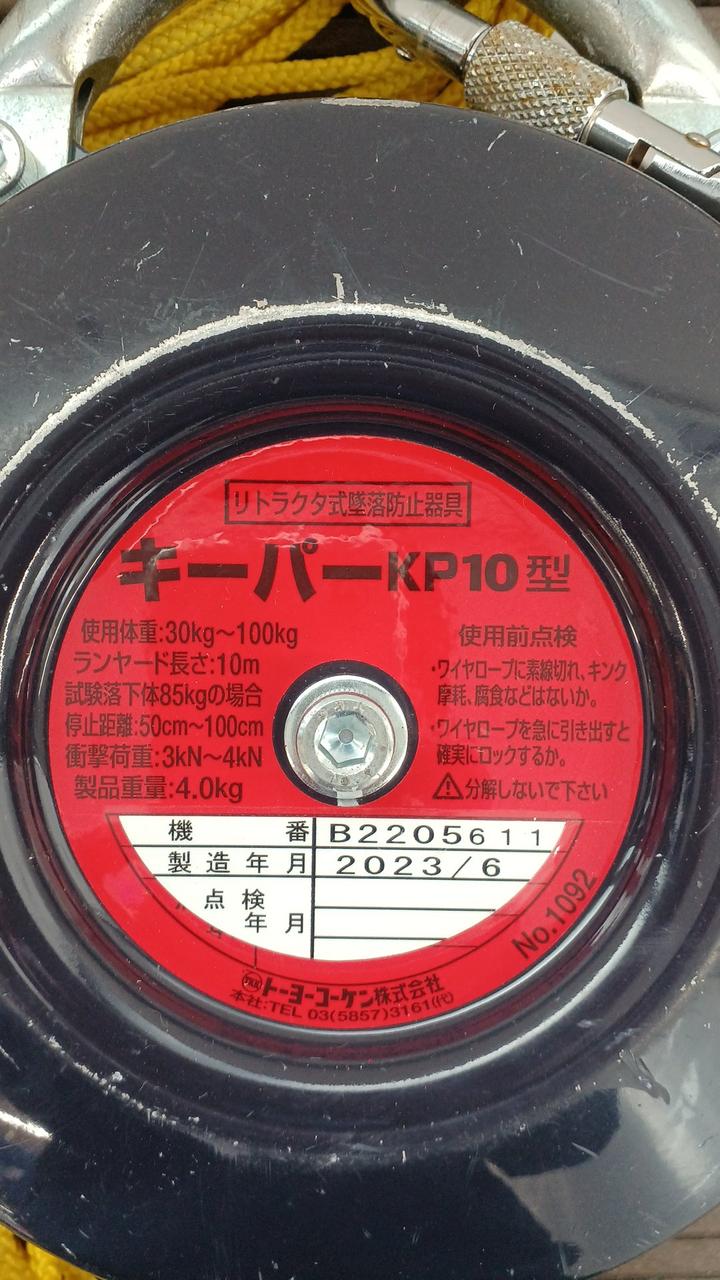 リトラクタ式墜落防止器具
キーパーKP10型
使用体重:30kg～100kg
ランヤード長さ:10m
試験落下体85kgの場合
停止距離:50cm～100cm
衝撃荷重:3kN～4kN
製品重量:4.0kg
使用前点検
・ワイヤロープに素線切れ、キンク
摩耗、腐食などはないか。
・ワイヤロープを急に引き出すと
確実にロックするか。
⚠分解しないで下さい
機番 B2205611
製造年月 2023/6
点検
年月
No.1092
トーヨーコーケン株式会社
本社:TEL 03(5857)3161(代)